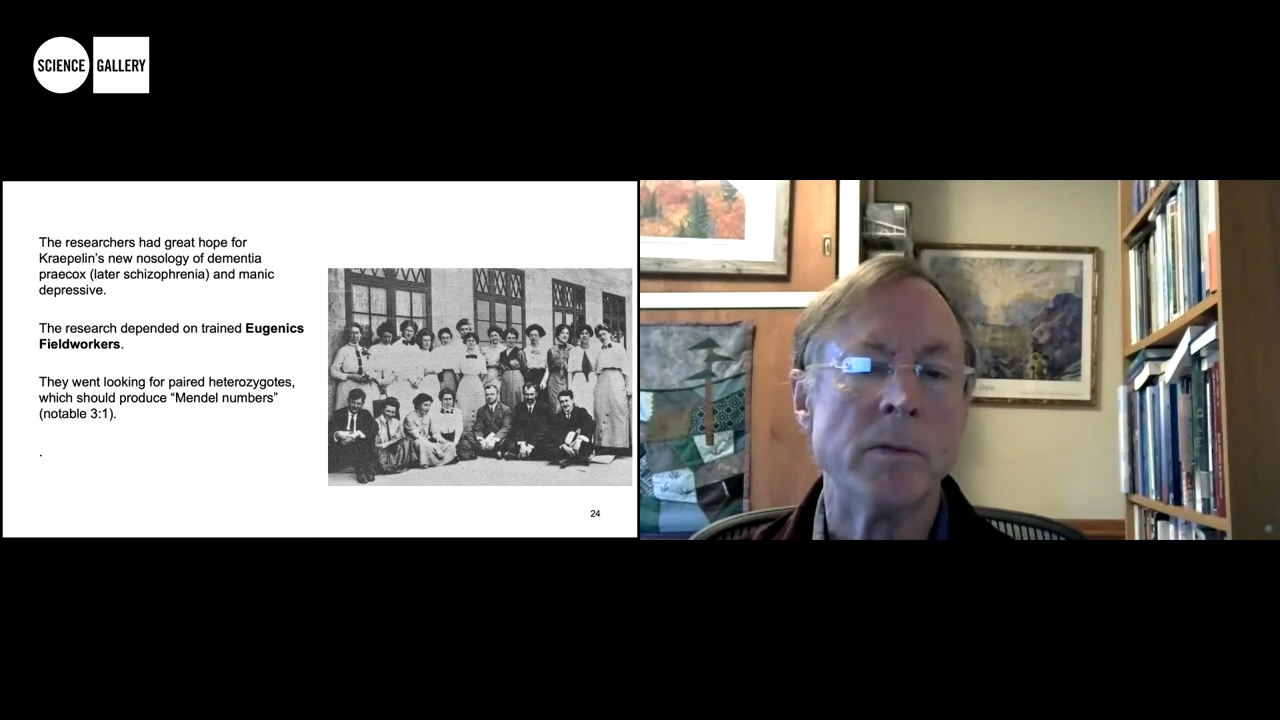 SCIENCE GALLERY
The researchers had great hope for
Kraepelin's new nosology of dementia
praecox (later schizophrenia) and manic
depressive.
The research depended on trained Eugenics
Fieldworkers.
They went looking for paired heterozygotes,
which should produce “Mendel numbers”
(notable 3:1).
.
24